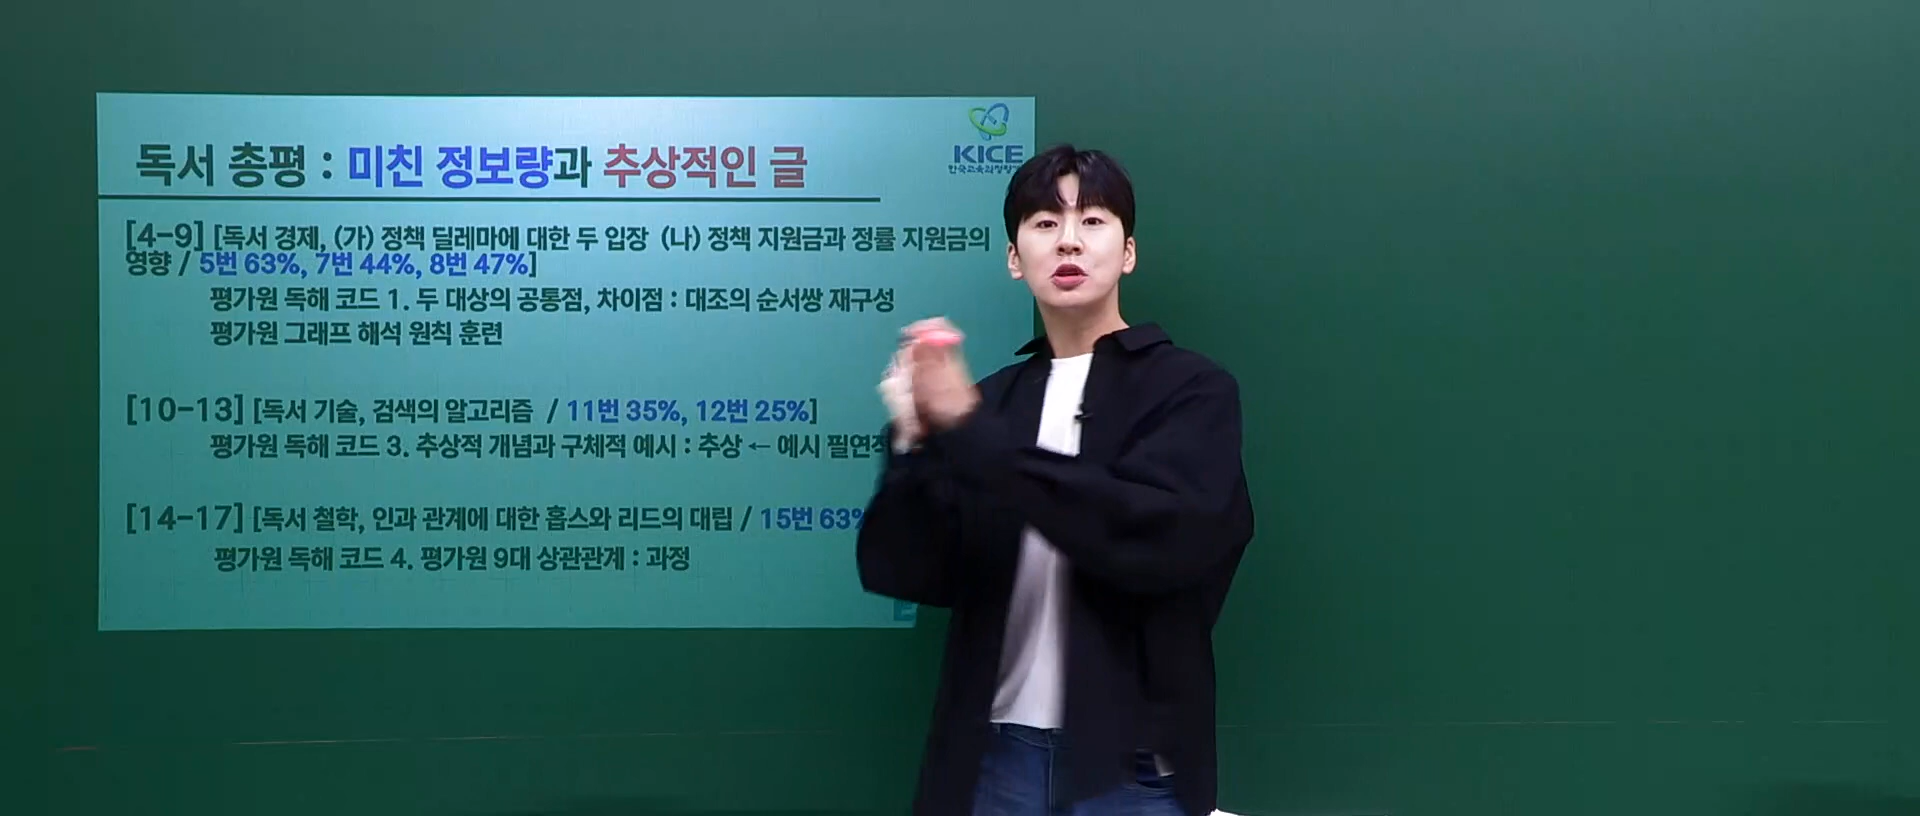 독서 총평 : 미친 정보량과 추상적인 글
KICE
[4-9] [독서 경제, (가) 정책 딜레마에 대한 두 입장 (나) 정책 지원금과 정률 지원금의
영향 / 5번 63%, 7번 44%, 8번 47%]
평가원 독해 코드 1. 두 대상의 공통점, 차이점 : 대조의 순서쌍 재구성
평가원 그래프 해석 원칙 훈련
[10-13] [독서 기술, 검색의 알고리즘 / 11번 35%, 12번 25%]
평가원 독해 코드 3. 추상적 개념과 구체적 예시 : 추상 ← 예시
[14-17] [독서 철학, 인과 관계에 대한 흡스와 리드의 대립 / 15번 63%
평가원 독해 코드 4. 평가원 9대 상관관계 : 과정